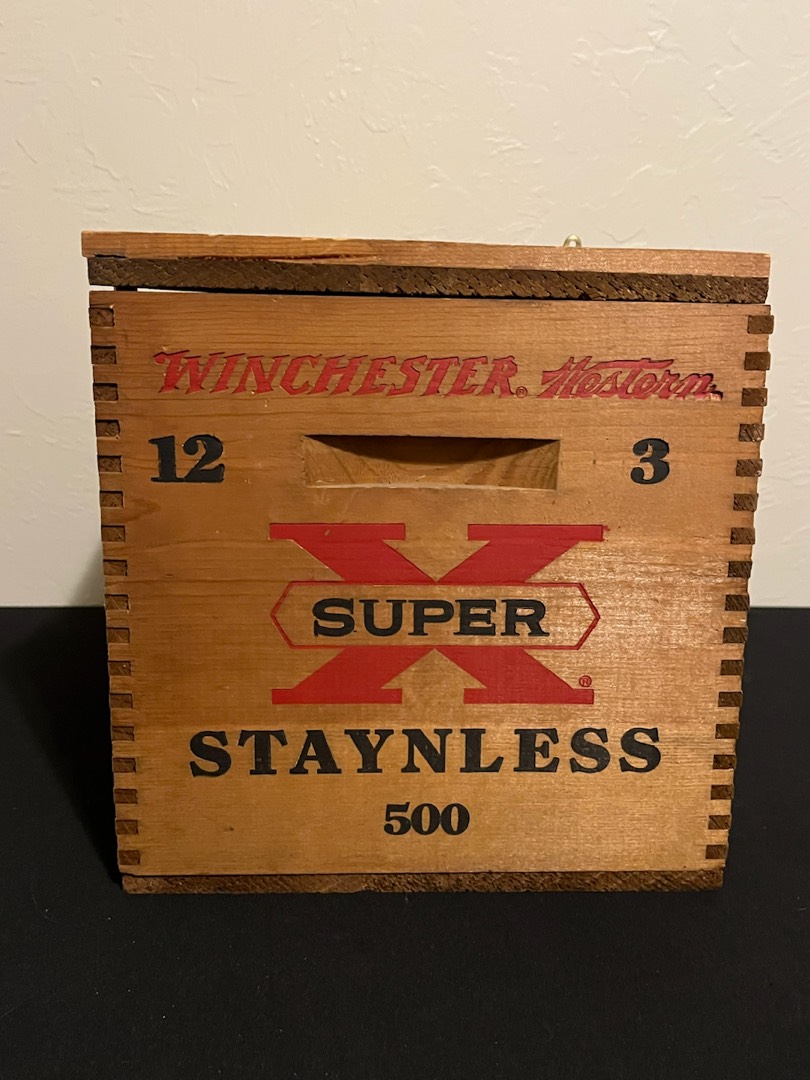 WINCHESTER® Western
12 3
SUPER X ®
STAYNLESS
500